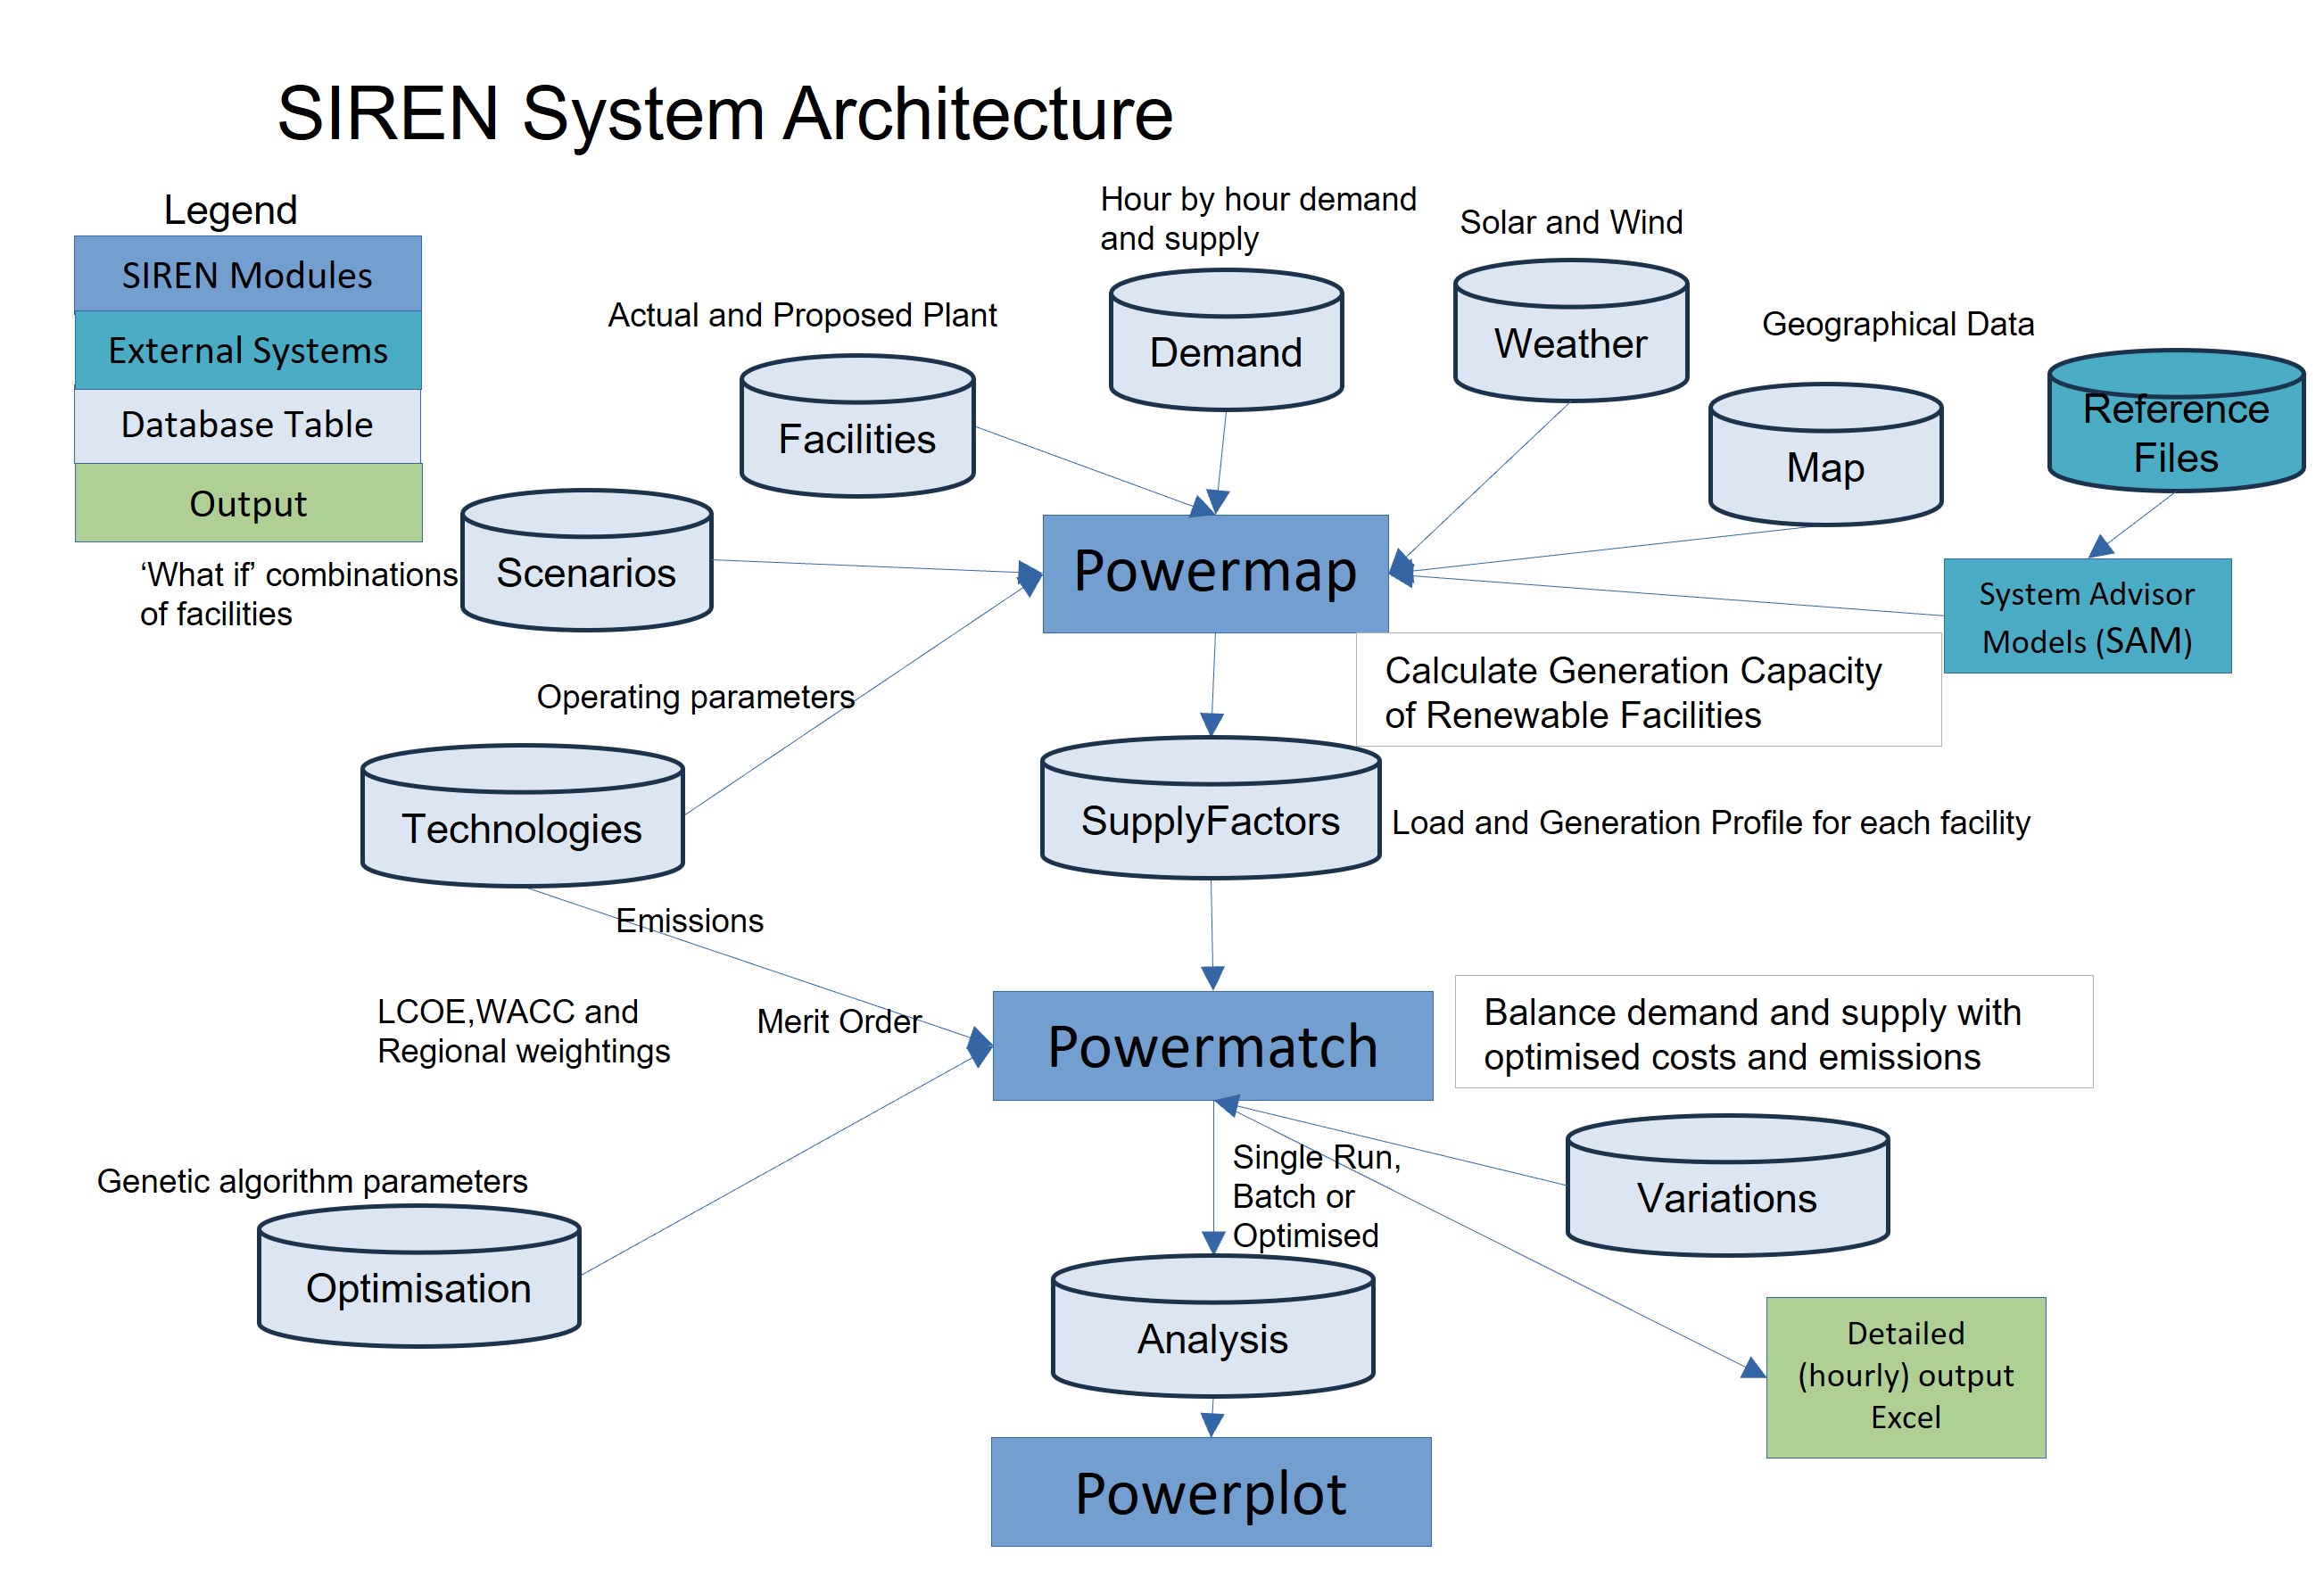 SIREN System Architecture
Legend
SIREN Modules
External Systems
Database Table
Output
Hour by hour demand
and supply
Solar and Wind
Actual and Proposed Plant
Geographical Data
Demand
Weather
Facilities
Map
Reference
Files
‘What if’ combinations
of facilities
Scenarios
Powermap
System Advisor
Models (SAM)
Calculate Generation Capacity
of Renewable Facilities
Operating parameters
Technologies
SupplyFactors
Load and Generation Profile for each facility
Emissions
LCOE,WACC and
Regional weightings
Merit Order
Powermatch
Balance demand and supply with
optimised costs and emissions
Single Run,
Batch or
Optimised
Variations
Genetic algorithm parameters
Optimisation
Analysis
Detailed
(hourly) output
Excel
Powerplot